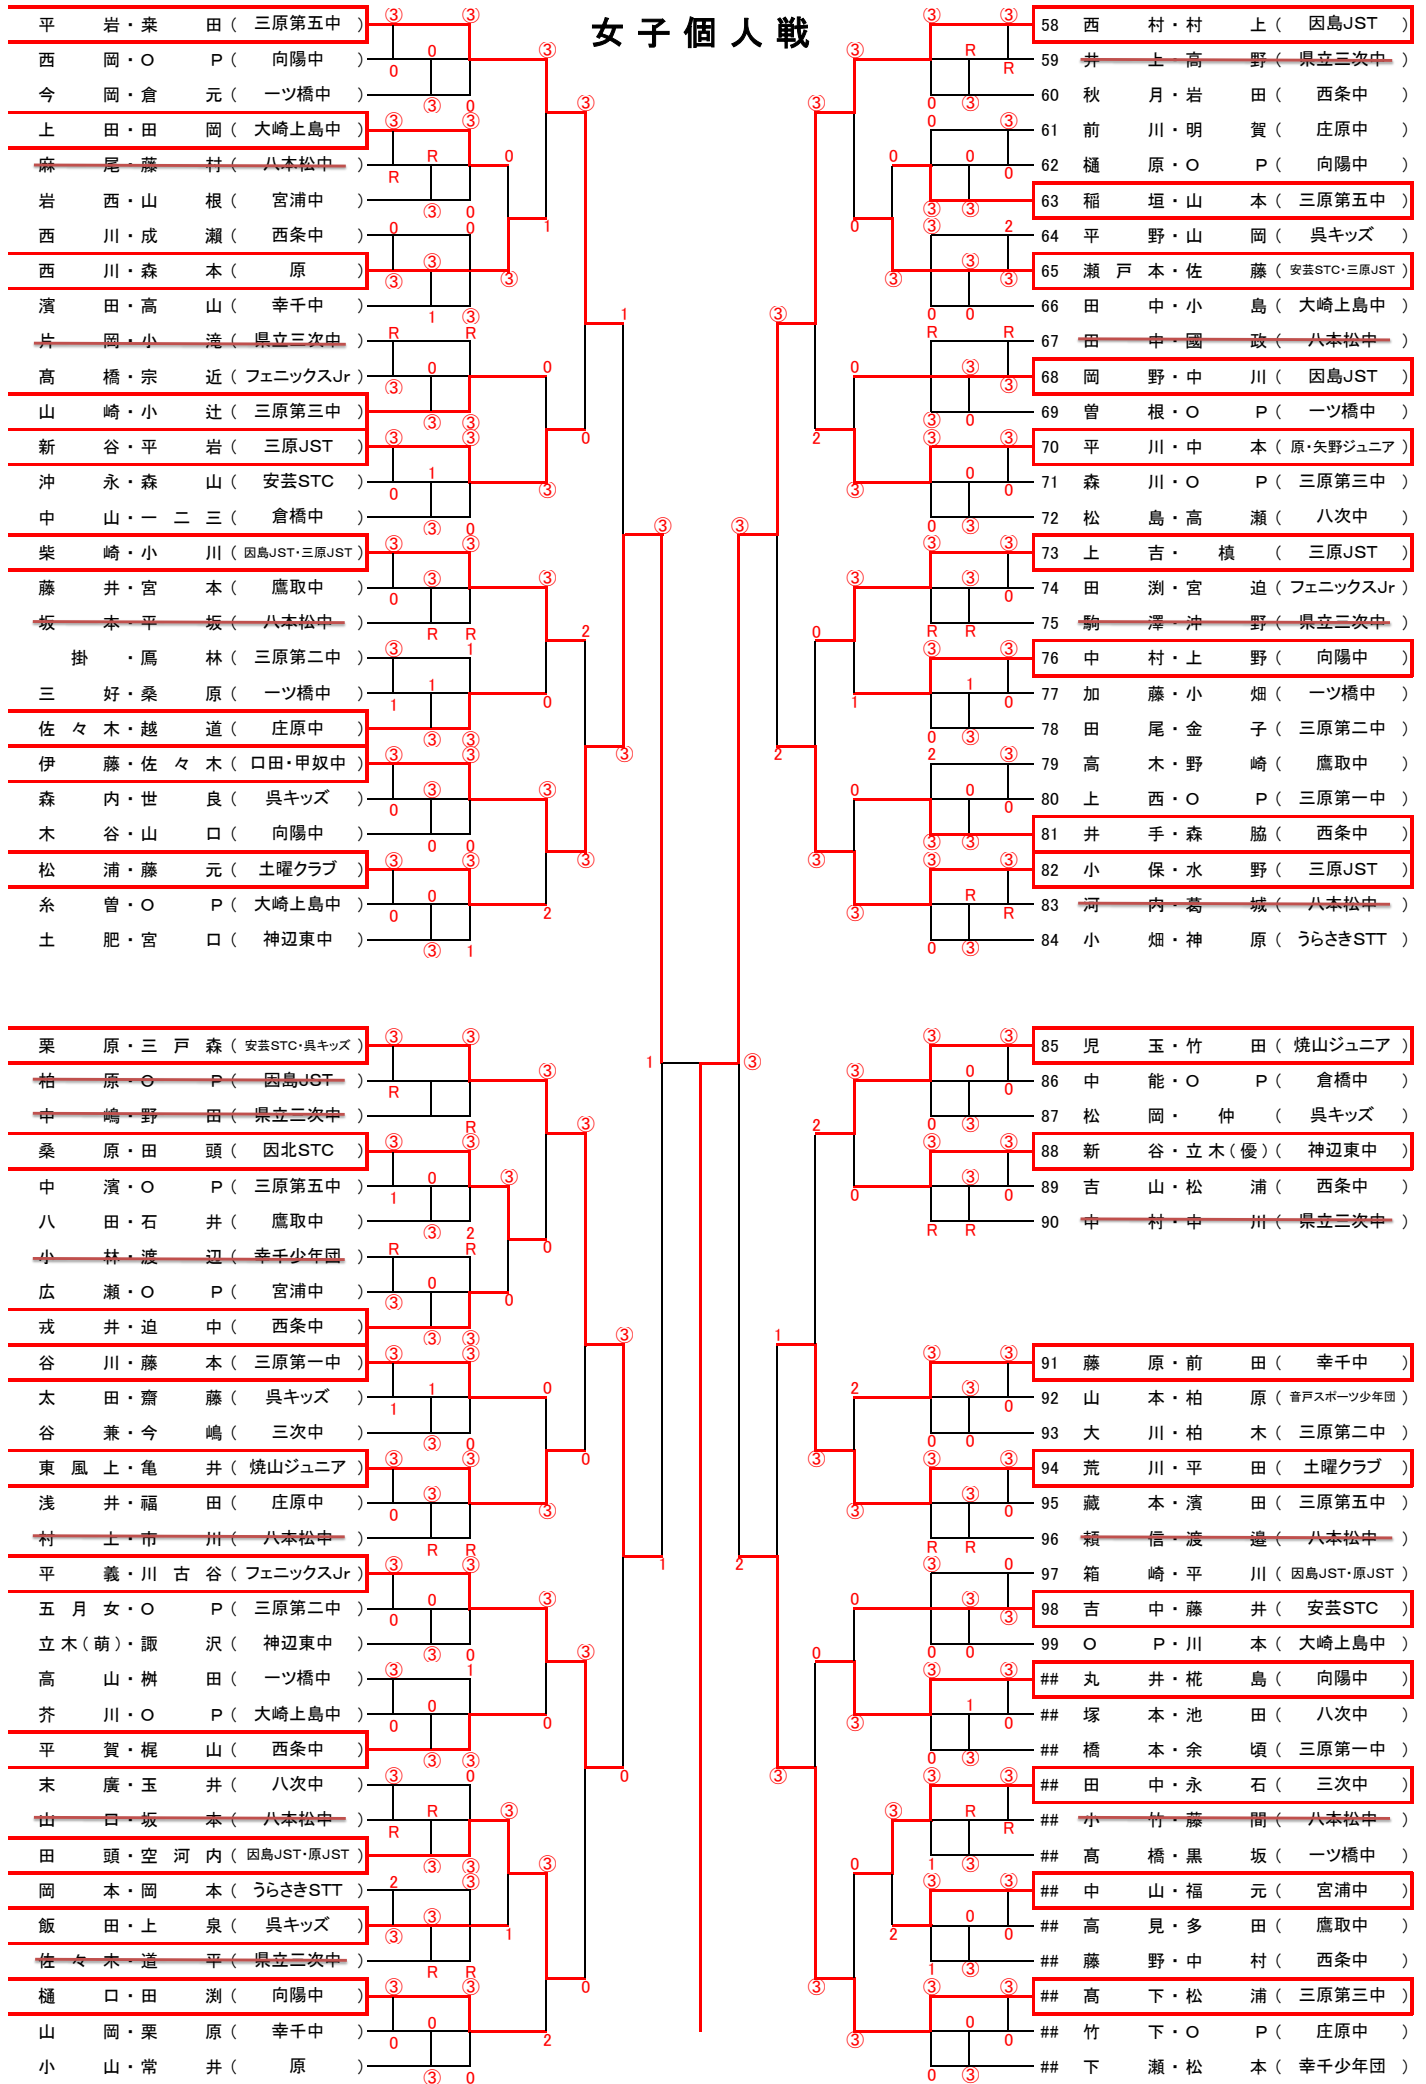 女子個人戦
平 岩・桒 田 ( 三原第五中 )
西 岡・O P ( 向陽中 )
今 岡・倉 元 ( 一ツ橋中 )
上 田・田 岡 ( 大崎上島中 )
麻 尾・藤 村 ( 八本松中 )
岩 西・山 根 ( 宮浦中 )
西 川・成 瀬 ( 西条中 )
西 川・森 本 ( 原 )
濱 田・高 山 ( 幸千中 )
片 岡・小 滝 ( 県立三次中 )
髙 橋・宗 近 ( フェニックスJr )
山 崎・小 辻 ( 三原第三中 )
新 谷・平 岩 ( 三原JST )
沖 永・森 山 ( 安芸STC )
中 山・一 二 三 ( 倉橋中 )
柴 崎・小 川 ( 因島JST・三原JST )
藤 井・宮 本 ( 鷹取中 )
坂 本・平 坂 ( 八本松中 )
掛 ・鳫 林 ( 三原第二中 )
三 好・桑 原 ( 一ツ橋中 )
佐 々 木・越 道 ( 庄原中 )
伊 藤・佐 々 木 ( 口田・甲奴中 )
森 内・世 良 ( 呉キッズ )
木 谷・山 口 ( 向陽中 )
松 浦・藤 元 ( 土曜クラブ )
糸 曽・O P ( 大崎上島中 )
土 肥・宮 口 ( 神辺東中 )
栗 原・三 戸 森 ( 安芸STC・呉キッズ )
柏 原・O P ( 因島JST )
中 嶋・野 田 ( 県立三次中 )
桑 原・田 頭 ( 因北STC )
中 濱・O P ( 三原第五中 )
八 田・石 井 ( 鷹取中 )
小 林・渡 辺 ( 幸千少年団 )
広 瀬・O P ( 宮浦中 )
戎 井・迫 中 ( 西条中 )
谷 川・藤 本 ( 三原第一中 )
太 田・齋 藤 ( 呉キッズ )
谷 兼・今 嶋 ( 三次中 )
東 風 上・亀 井 ( 焼山ジュニア )
浅 井・福 田 ( 庄原中 )
村 上・市 川 ( 八本松中 )
平 義・川 古 谷 ( フェニックスJr )
五 月 女・O P ( 三原第二中 )
立 木 ( 萌 )・諏 沢 ( 神辺東中 )
高 山・桝 田 ( 一ツ橋中 )
芥 川・O P ( 大崎上島中 )
平 賀・梶 山 ( 西条中 )
末 廣・玉 井 ( 八次中 )
山 口・坂 本 ( 八本松中 )
田 頭・空 河 内 ( 因島JST・原JST )
岡 本・岡 本 ( うらさきSTT )
飯 田・上 泉 ( 呉キッズ )
佐 々 木・道 平 ( 県立三次中 )
樋 口・田 渕 ( 向陽中 )
山 岡・栗 原 ( 幸千中 )
小 山・常 井 ( 原 )
58 西 村・村 上 ( 因島JST )
59 井 上・高 野 ( 県立三次中 )
60 秋 月・岩 田 ( 西条中 )
61 前 川・明 賀 ( 庄原中 )
62 樋 原・O P ( 向陽中 )
63 稲 垣・山 本 ( 三原第五中 )
64 平 野・山 岡 ( 呉キッズ )
65 瀬 戸 本・佐 藤 ( 安芸STC・三原JST )
66 田 中・小 島 ( 大崎上島中 )
67 田 中・國 政 ( 八本松中 )
68 岡 野・中 川 ( 因島JST )
69 曽 根・O P ( 一ツ橋中 )
70 平 川・中 本 ( 原・矢野ジュニア )
71 森 川・O P ( 三原第三中 )
72 松 島・高 瀬 ( 八次中 )
73 上 吉・ 槙 ( 三原JST )
74 田 渕・宮 迫 ( フェニックスJr )
75 駒 澤・沖 野 ( 県立三次中 )
76 中 村・上 野 ( 向陽中 )
77 加 藤・小 畑 ( 一ツ橋中 )
78 田 尾・金 子 ( 三原第二中 )
79 高 木・野 崎 ( 鷹取中 )
80 上 西・O P ( 三原第一中 )
81 井 手・森 脇 ( 西条中 )
82 小 保・水 野 ( 三原JST )
83 河 内・葛 城 ( 八本松中 )
84 小 畑・神 原 ( うらさきSTT )
85 児 玉・竹 田 ( 焼山ジュニア )
86 中 能・O P ( 倉橋中 )
87 松 岡・ 仲 ( 呉キッズ )
88 新 谷・立 木 ( 優 ) ( 神辺東中 )
89 吉 山・松 浦 ( 西条中 )
90 中 村・中 川 ( 県立三次中 )
91 藤 原・前 田 ( 幸千中 )
92 山 本・柏 原 ( 音戸スポーツ少年団 )
93 大 川・柏 木 ( 三原第二中 )
94 荒 川・平 田 ( 土曜クラブ )
95 蔵 本・濱 田 ( 三原第五中 )
96 頼 信・渡 邉 ( 八本松中 )
97 箱 崎・平 川 ( 因島JST・原JST )
98 吉 中・藤 井 ( 安芸STC )
99 O P・川 本 ( 大崎上島中 )
## 丸 井・椛 島 ( 向陽中 )
## 塚 本・池 田 ( 八次中 )
## 橋 本・余 頃 ( 三原第一中 )
## 田 中・永 石 ( 三次中 )
## 小 竹・藤 間 ( 八本松中 )
## 髙 橋・黒 坂 ( 一ツ橋中 )
## 中 山・福 元 ( 宮浦中 )
## 高 見・多 田 ( 鷹取中 )
## 藤 野・中 村 ( 西条中 )
## 髙 下・松 浦 ( 三原第三中 )
## 竹 下・O P ( 庄原中 )
## 下 瀬・松 本 ( 幸千少年団 )